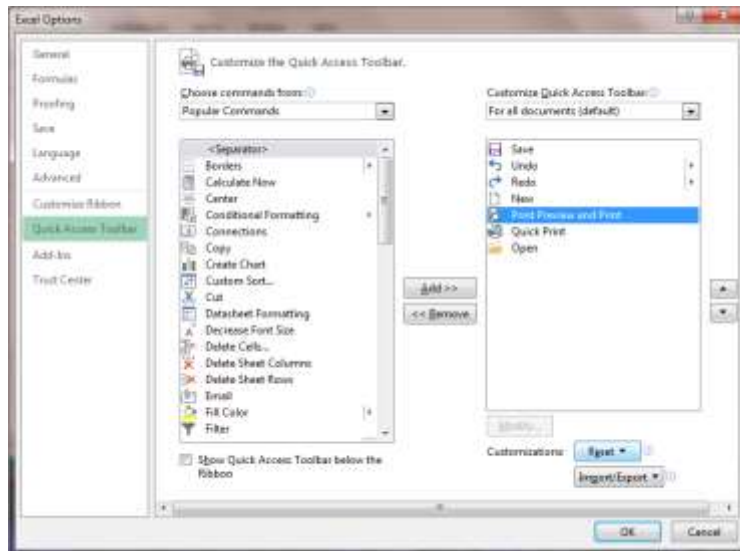 Excel Options
General
Formulas
Proofing
Save
Language
Advanced
Customize Ribbon
Quick Access Toolbar
Add-Ins
Trust Center
Customize the Quick Access Toolbar.
Choose commands from:
Popular Commands
<Separator>
Borders
Calculate Now
Center
Conditional Formatting
Connections
Copy
Create Chart
Custom Sort...
Cut
Datasheet Formatting
Decrease Font Size
Delete Cells...
Delete Sheet Columns
Delete Sheet Rows
Email
Fill Color
Filter
Show Quick Access Toolbar below the
Ribbon
Add >>
<< Remove
Customize Quick Access Toolbar:
For all documents (default)
Save
Undo
Redo
New
Print Preview and Print
Quick Print
Open
Modify...
Customizations:
Reset
Import/Export
OK
Cancel